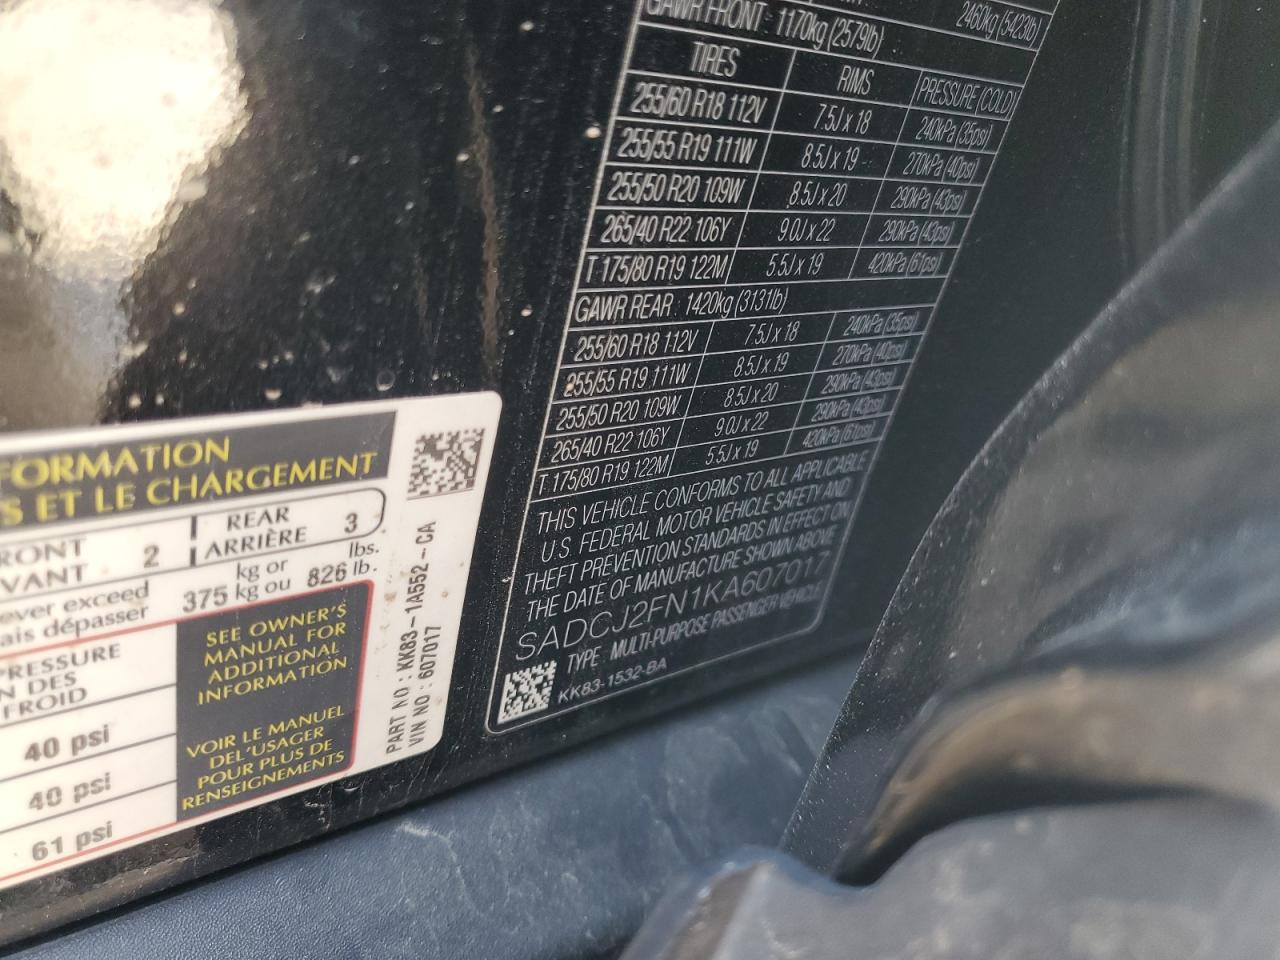 2460kg (5423lb)
GAWR FRONT : 1170kg (2579lb)
TIRES RIMS PRESSURE (COLD)
255/60 R18 112V 7.5J x 18 240kPa (35psi)
255/55 R19 111W 8.5J x 19 270kPa (40psi)
255/50 R20 109W 8.5J x 20 290kPa (43psi)
265/40 R22 106Y 9.0J x 22 290kPa (43psi)
T 175/80 R19 122M 5.5J x 19 420kPa (61psi)
GAWR REAR : 1420kg (3131lb)
255/60 R18 112V 7.5J x 18 240kPa (35psi)
255/55 R19 111W 8.5J x 19 270kPa (40psi)
255/50 R20 109W 8.5J x 20 290kPa (43psi)
265/40 R22 106Y 9.0J x 22 290kPa (43psi)
T 175/80 R19 122M 5.5J x 19 420kPa (61psi)
THIS VEHICLE CONFORMS TO ALL APPLICABLE
U.S. FEDERAL MOTOR VEHICLE SAFETY AND
THEFT PREVENTION STANDARDS IN EFFECT ON
THE DATE OF MANUFACTURE SHOWN ABOVE
SADCJ2FN1KA607017
TYPE : MULTI-PURPOSE PASSENGER VEHICLE
KK83-1532-BA
FORMATION
S ET LE CHARGEMENT
RONT
VANT 2
REAR
ARRIÈRE 3
ever exceed
ais dépasser
375 kg or
kg ou 826 lbs.
lb.
PRESSURE
N DES
FROID
40 psi
40 psi
61 psi
SEE OWNER'S
MANUAL FOR
ADDITIONAL
INFORMATION
VOIR LE MANUEL
DEL'USAGER
POUR PLUS DE
RENSEIGNEMENTS
PART NO : KK83-1A552-CA
VIN NO : 607017